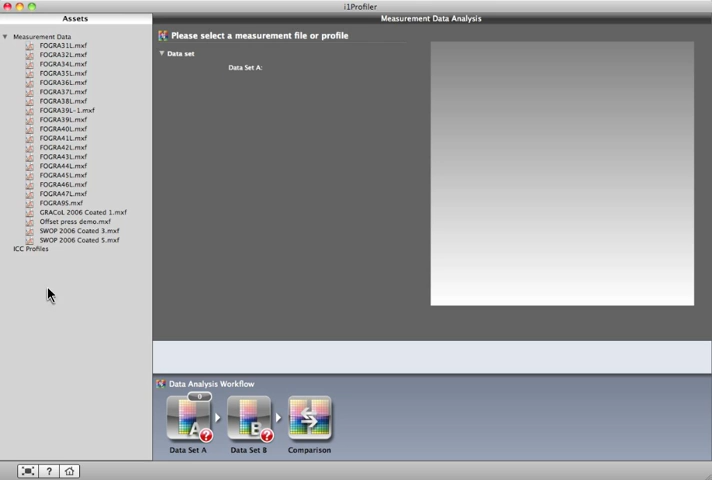 i1Profiler
Assets
Measurement Data Analysis
Measurement Data
FOGRA31L.mxf
FOGRA32L.mxf
FOGRA34L.mxf
FOGRA35L.mxf
FOGRA36L.mxf
FOGRA37L.mxf
FOGRA38L.mxf
FOGRA39L-1.mxf
FOGRA39L.mxf
FOGRA40L.mxf
FOGRA41L.mxf
FOGRA42L.mxf
FOGRA43L.mxf
FOGRA44L.mxf
FOGRA45L.mxf
FOGRA46L.mxf
FOGRA47L.mxf
FOGRA9S.mxf
GRACoL 2006 Coated 1.mxf
Offset press demo.mxf
SWOP 2006 Coated 3.mxf
SWOP 2006 Coated 5.mxf
ICC Profiles
Please select a measurement file or profile
Data set
Data Set A:
Data Analysis Workflow
0
A ?
B ?
Data Set A
Data Set B
Comparison
?